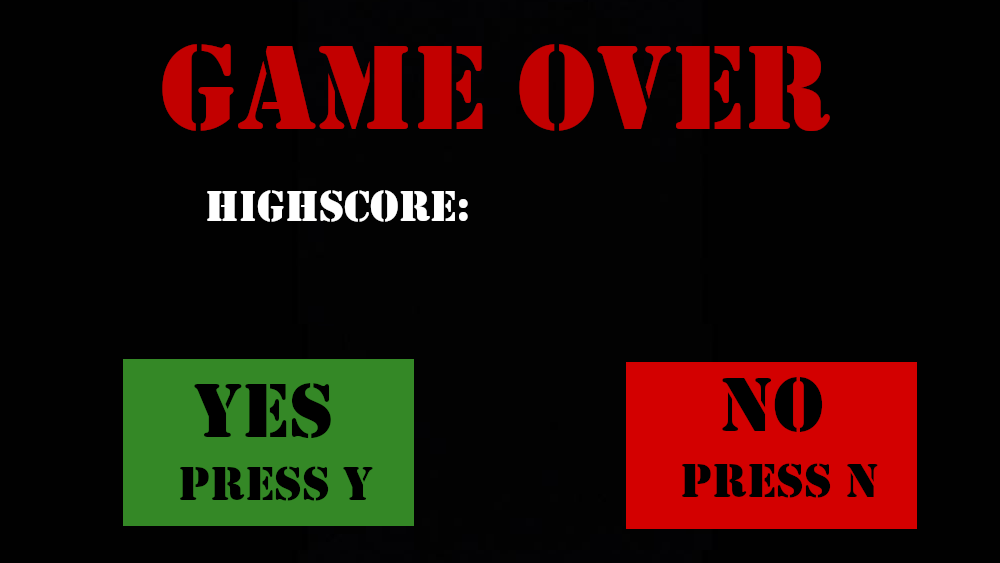 GAME OVER
HIGHSCORE:
YES
PRESS Y
NO
PRESS N